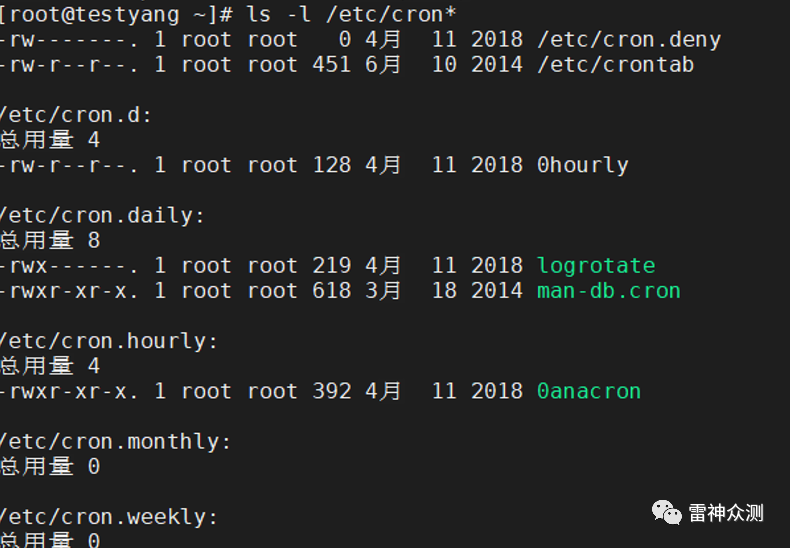 [root@testyang ~]# ls -l /etc/cron*
-rw-------. 1 root root   0 4月  11 2018 /etc/cron.deny
-rw-r--r--. 1 root root 451 6月  10 2014 /etc/crontab
/etc/cron.d:
总用量 4
-rw-r--r--. 1 root root 128 4月  11 2018 0hourly
/etc/cron.daily:
总用量 8
-rwx------. 1 root root 219 4月  11 2018 logrotate
-rwxr-xr-x. 1 root root 618 3月  18 2014 man-db.cron
/etc/cron.hourly:
总用量 4
-rwxr-xr-x. 1 root root 392 4月  11 2018 0anacron
/etc/cron.monthly:
总用量 0
/etc/cron.weekly:
总用量 0
雷神众测